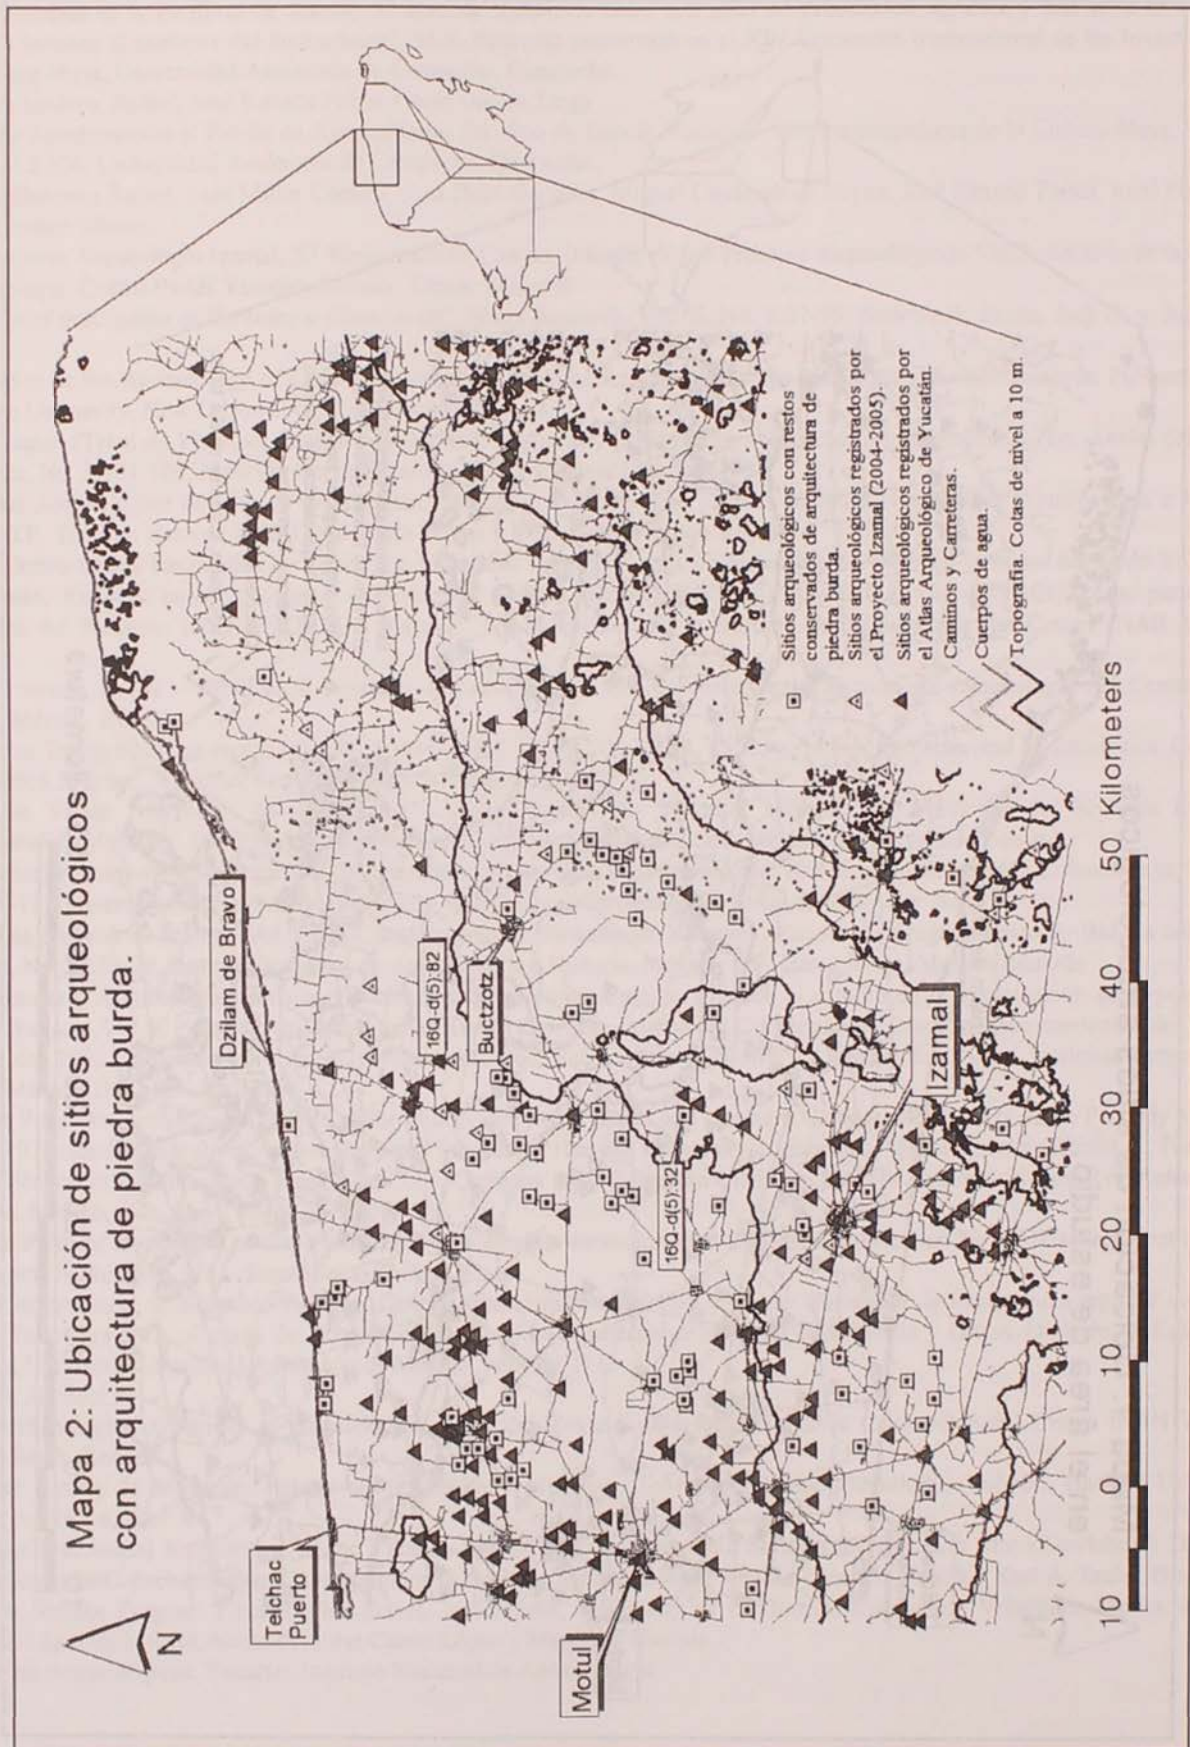 Mapa 2: Ubicación de sitios arqueológicos
con arquitectura de piedra burda.
N
Telchac
Puerto
Dzilam de Bravo
Motul
16Q-d(5):82
Buctzotz
16Q-d(5):32
Izamal
Sitios arqueológicos con restos
conservados de arquitectura de
piedra burda.
Sitios arqueológicos registrados por
el Proyecto Izamal (2004-2005).
Sitios arqueológicos registrados por
el Atlas Arqueológico de Yucatán.
Caminos y Carreteras.
Cuerpos de agua.
Topografía. Cotas de nivel a 10 m.
10 0 10 20 30 40 50 Kilometers